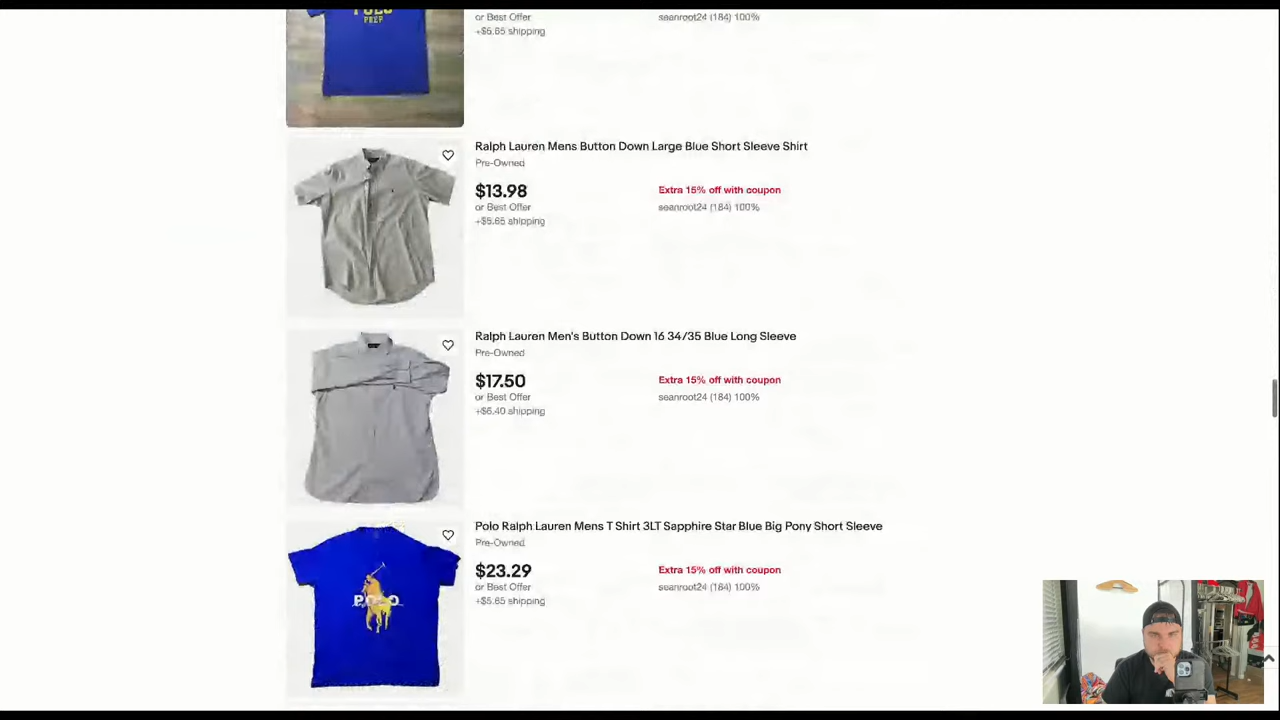 POLO
PREP
or Best Offer
+$5.65 shipping
seanroot24 (184) 100%
Ralph Lauren Mens Button Down Large Blue Short Sleeve Shirt
Pre-Owned
$13.98
Extra 15% off with coupon
or Best Offer
seanroot24 (184) 100%
+$5.65 shipping
Ralph Lauren Men's Button Down 16 34/35 Blue Long Sleeve
Pre-Owned
$17.50
Extra 15% off with coupon
or Best Offer
seanroot24 (184) 100%
+$6.40 shipping
Polo Ralph Lauren Mens T Shirt 3LT Sapphire Star Blue Big Pony Short Sleeve
Pre-Owned
$23.29
Extra 15% off with coupon
or Best Offer
seanroot24 (184) 100%
+$5.65 shipping
POLO